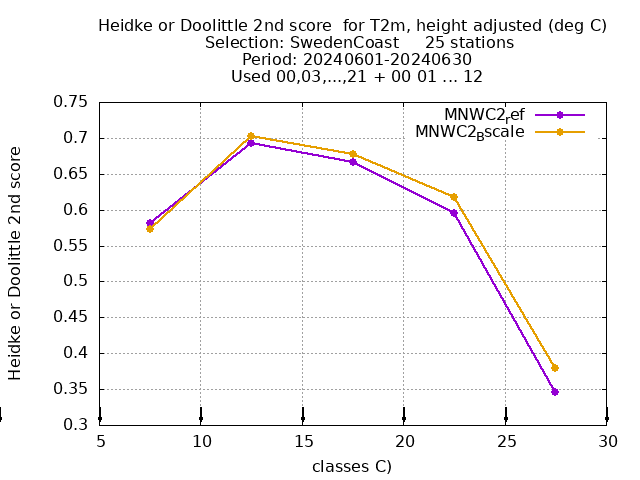 Heidke or Doolittle 2nd score  for T2m, height adjusted (deg C)
Selection: SwedenCoast     25 stations
Period: 20240601-20240630
Used 00,03,...,21 + 00 01 ... 12
MNWC2_ref
MNWC2_Bscale
Heidke or Doolittle 2nd score
0.75
0.7
0.65
0.6
0.55
0.5
0.45
0.4
0.35
0.3
5 10 15 20 25 30
classes C)